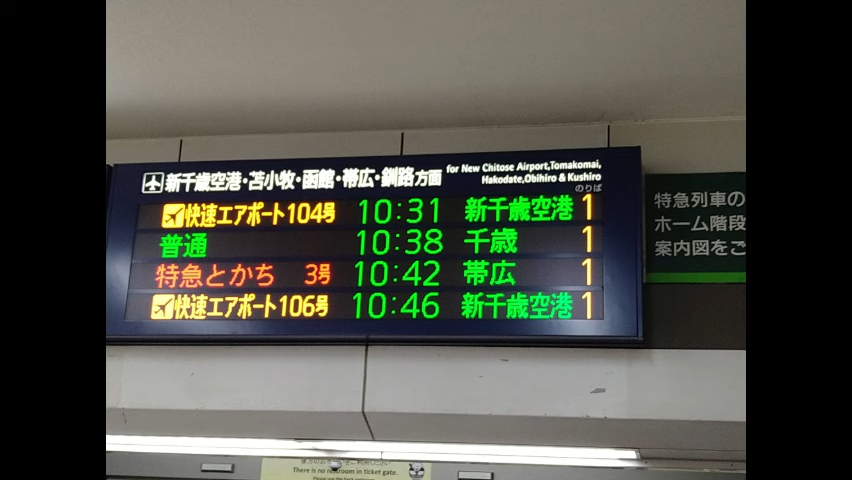 新千歳空港・苫小牧・函館・帯広・釧路方面
for New Chitose Airport,Tomakomai,
Hakodate,Obihiro & Kushiro
のりば
快速エアポート104号 10:31 新千歳空港 1
普通 10:38 千歳 1
特急とかち 3号 10:42 帯広 1
快速エアポート106号 10:46 新千歳空港 1
特急列車の
ホーム階段
案内図をご
There is no restroom in ticket gate.